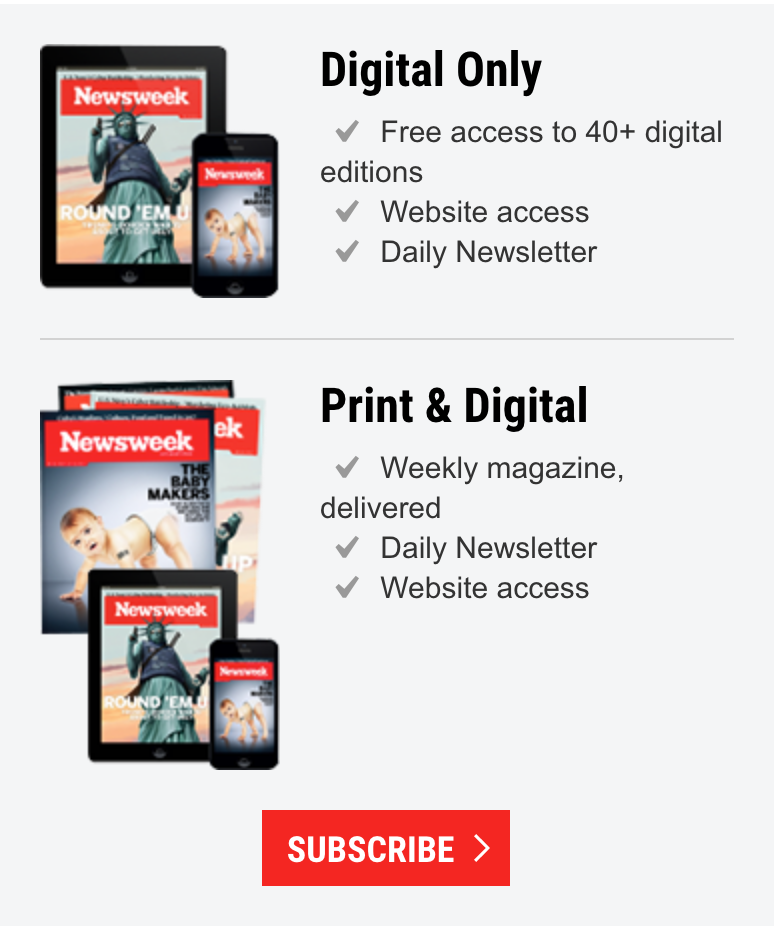 Newsweek
ROUND 'EM U
Newsweek
THE
BABY
MAKERS
Digital Only
Free access to 40+ digital
editions
Website access
Daily Newsletter
ek
Newsweek
THE
BABY
MAKERS
UP
Newsweek
ROUND 'EM U
Newsweek
Print & Digital
Weekly magazine,
delivered
Daily Newsletter
Website access
SUBSCRIBE